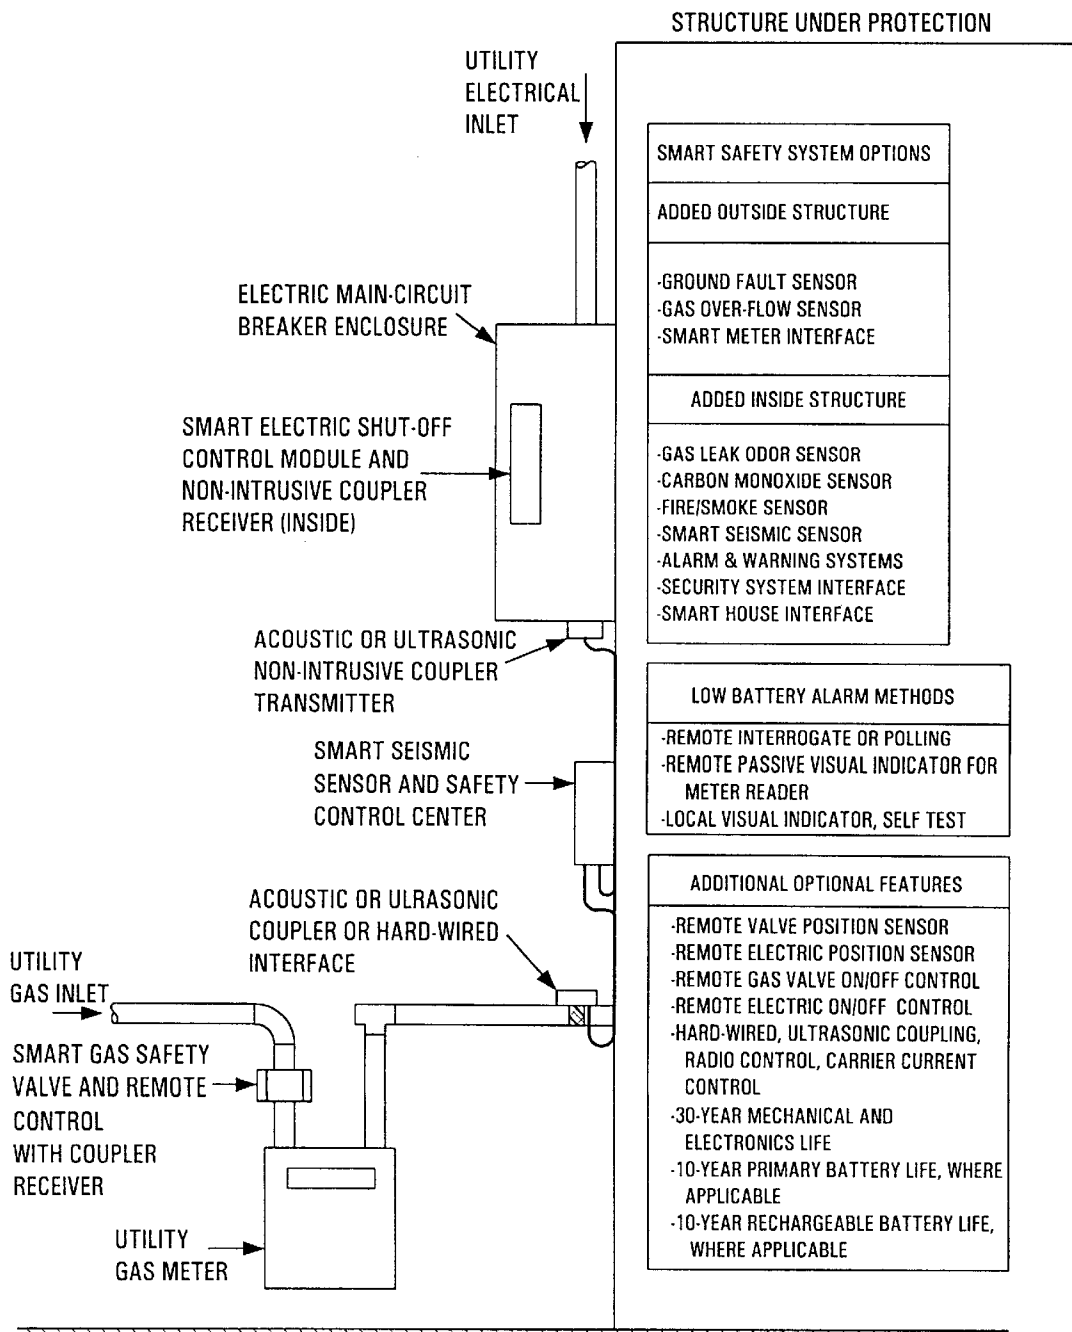 STRUCTURE UNDER PROTECTION
UTILITY
ELECTRICAL
INLET
ELECTRIC MAIN-CIRCUIT
BREAKER ENCLOSURE
SMART ELECTRIC SHUT-OFF
CONTROL MODULE AND
NON-INTRUSIVE COUPLER
RECEIVER (INSIDE)
ACOUSTIC OR ULTRASONIC
NON-INTRUSIVE COUPLER
TRANSMITTER
SMART SEISMIC
SENSOR AND SAFETY
CONTROL CENTER
ACOUSTIC OR ULRASONIC
COUPLER OR HARD-WIRED
INTERFACE
UTILITY
GAS INLET
SMART GAS SAFETY
VALVE AND REMOTE
CONTROL
WITH COUPLER
RECEIVER
UTILITY
GAS METER
SMART SAFETY SYSTEM OPTIONS
ADDED OUTSIDE STRUCTURE
-GROUND FAULT SENSOR
-GAS OVER-FLOW SENSOR
-SMART METER INTERFACE
ADDED INSIDE STRUCTURE
-GAS LEAK ODOR SENSOR
-CARBON MONOXIDE SENSOR
-FIRE/SMOKE SENSOR
-SMART SEISMIC SENSOR
-ALARM & WARNING SYSTEMS
-SECURITY SYSTEM INTERFACE
-SMART HOUSE INTERFACE
LOW BATTERY ALARM METHODS
-REMOTE INTERROGATE OR POLLING
-REMOTE PASSIVE VISUAL INDICATOR FOR
METER READER
-LOCAL VISUAL INDICATOR, SELF TEST
ADDITIONAL OPTIONAL FEATURES
-REMOTE VALVE POSITION SENSOR
-REMOTE ELECTRIC POSITION SENSOR
-REMOTE GAS VALVE ON/OFF CONTROL
-REMOTE ELECTRIC ON/OFF CONTROL
-HARD-WIRED, ULTRASONIC COUPLING,
RADIO CONTROL, CARRIER CURRENT
CONTROL
-30-YEAR MECHANICAL AND
ELECTRONICS LIFE
-10-YEAR PRIMARY BATTERY LIFE, WHERE
APPLICABLE
-10-YEAR RECHARGEABLE BATTERY LIFE,
WHERE APPLICABLE